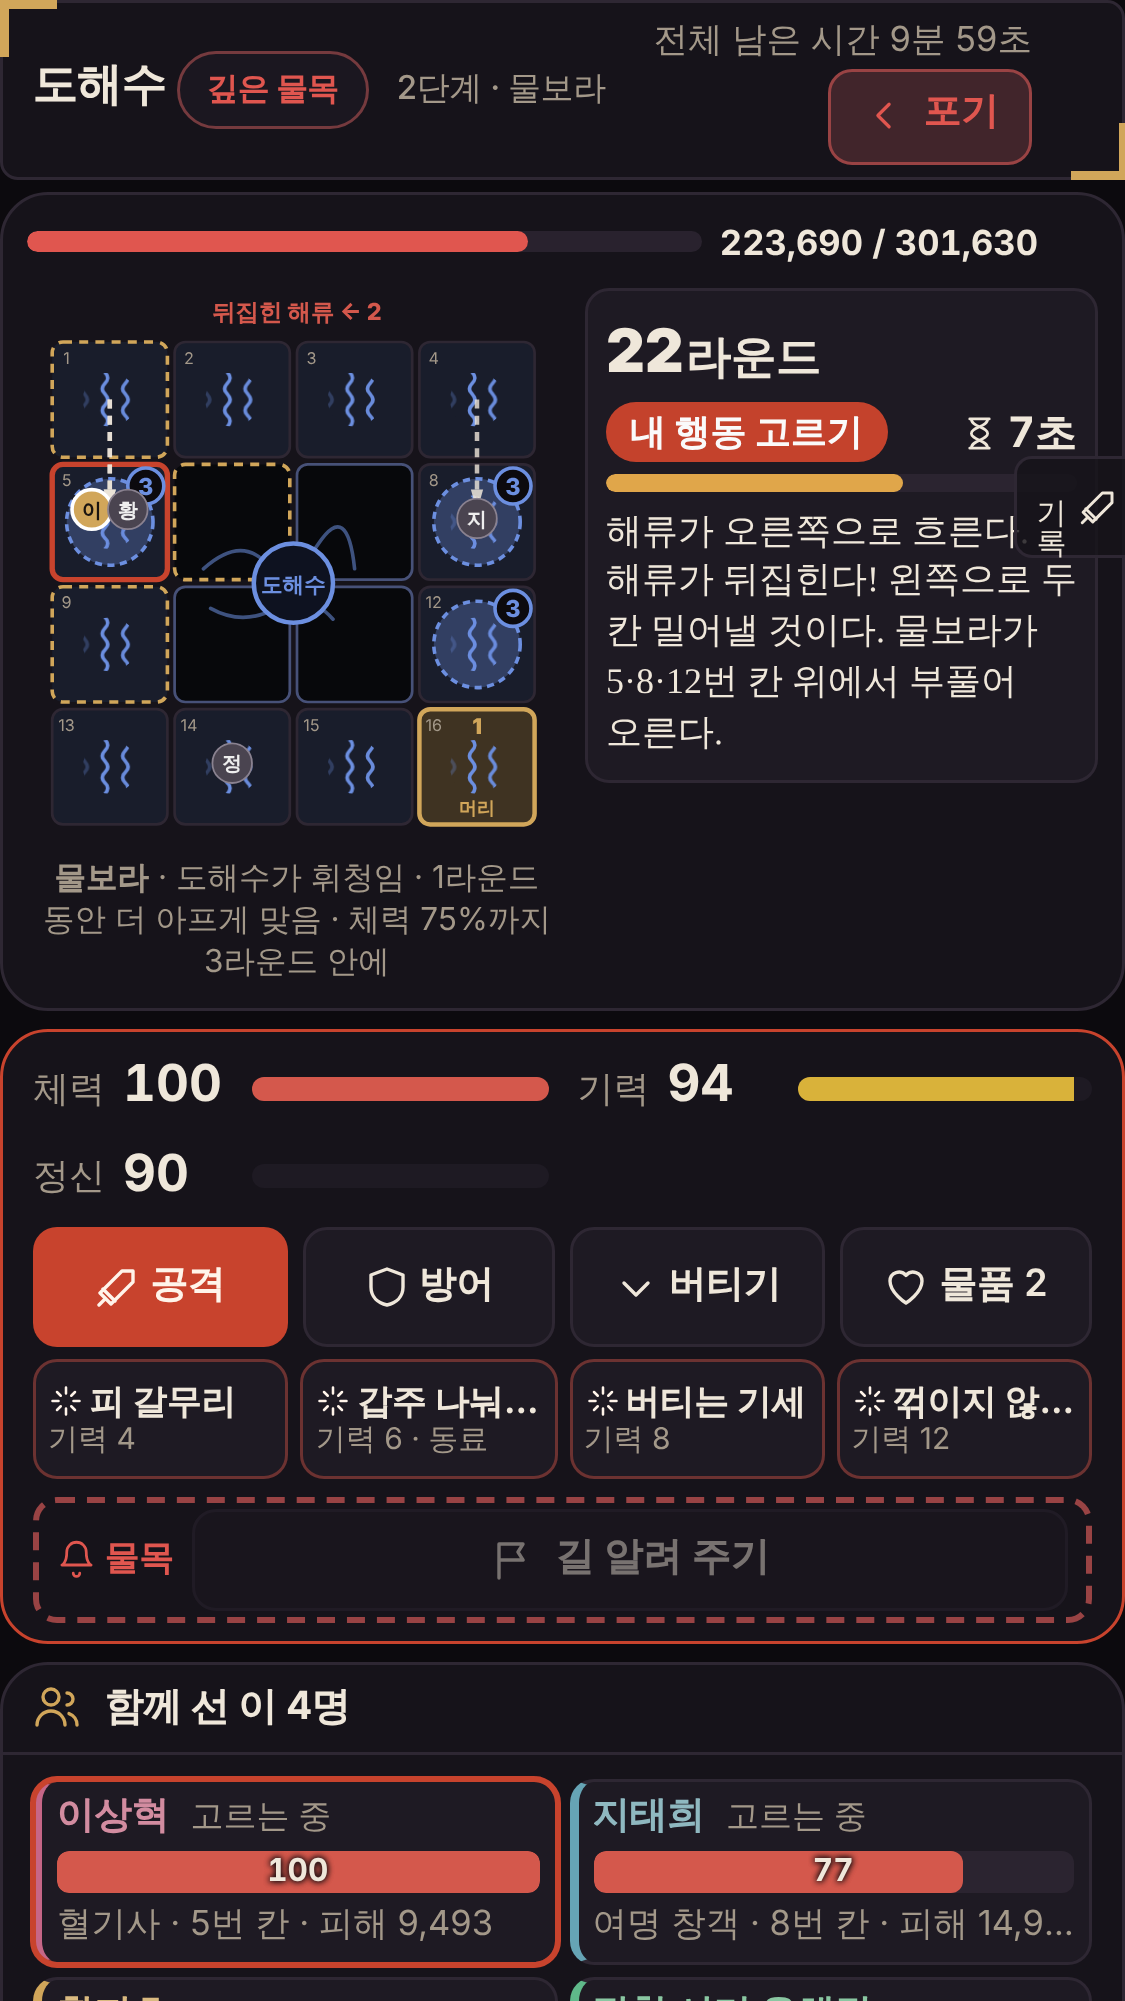 전체 남은 시간 9분 59초
도해수 깊은 물목 2단계 · 물보라
포기
223,690 / 301,630
뒤집힌 해류 ← 2
1 2 3 4
5 이 황 3 8 지 3
도해수
9 12 3
13 14 정 15 16 1
머리
물보라 · 도해수가 휘청임 · 1라운드
동안 더 아프게 맞음 · 체력 75%까지
3라운드 안에
22라운드
내 행동 고르기 7초
해류가 오른쪽으로 흐른다.
해류가 뒤집힌다! 왼쪽으로 두
칸 밀어낼 것이다. 물보라가
5·8·12번 칸 위에서 부풀어
오른다.
기록
체력 100 기력 94
정신 90
공격 방어 버티기 물품 2
피 갈무리 갑주 나눠... 버티는 기세 꺾이지 않...
기력 4 기력 6 · 동료 기력 8 기력 12
물목 길 알려 주기
함께 선 이 4명
이상혁 고르는 중 지태희 고르는 중
100 77
혈기사 · 5번 칸 · 피해 9,493 여명 창객 · 8번 칸 · 피해 14,9...